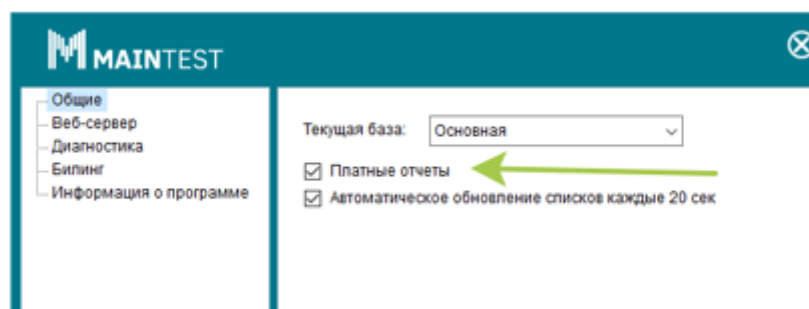 MAINTEST
Общие
Веб-сервер
Диагностика
Билинг
Информация о программе
Текущая база: Основная
Платные отчеты
Автоматическое обновление списков каждые 20 сек